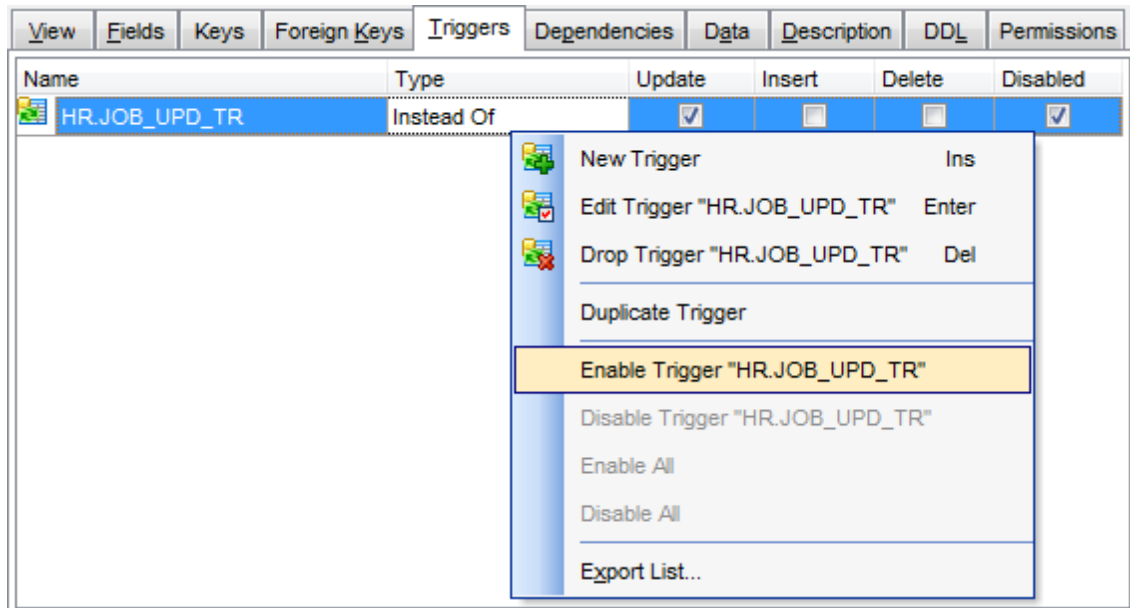 View Fields Keys Foreign Keys Triggers Dependencies Data Description DDL Permissions
Name Type Update Insert Delete Disabled
HR.JOB_UPD_TR Instead Of
New Trigger Ins
Edit Trigger "HR.JOB_UPD_TR" Enter
Drop Trigger "HR.JOB_UPD_TR" Del
Duplicate Trigger
Enable Trigger "HR.JOB_UPD_TR"
Disable Trigger "HR.JOB_UPD_TR"
Enable All
Disable All
Export List...